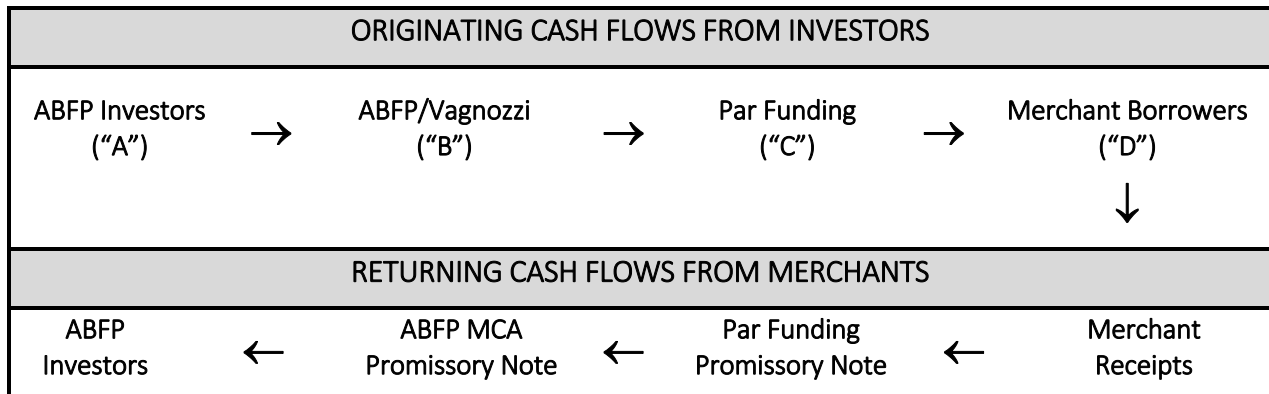 ORIGINATING CASH FLOWS FROM INVESTORS
ABFP Investors → ABFP/Vagnozzi → Par Funding → Merchant Borrowers
(“A”) (“B”) (“C”) (“D”)
↓
RETURNING CASH FLOWS FROM MERCHANTS
ABFP ABFP MCA Par Funding Merchant
Investors ← Promissory Note ← Promissory Note ← Receipts